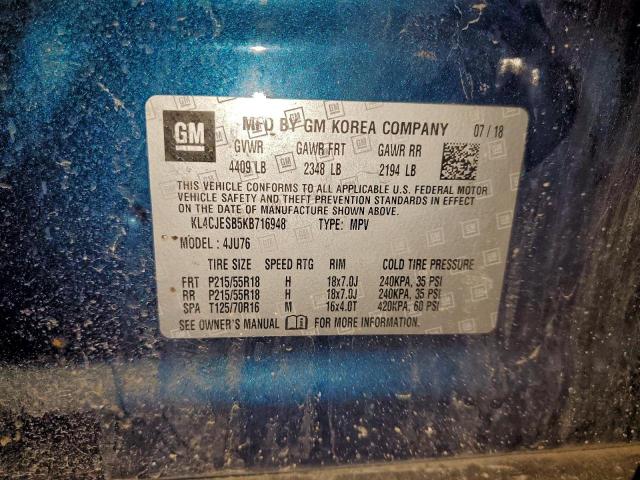 GM
MFD BY GM KOREA COMPANY 07/18
GVWR GAWR FRT GAWR RR
4409 LB 2348 LB 2194 LB
THIS VEHICLE CONFORMS TO ALL APPLICABLE U.S. FEDERAL MOTOR
VEHICLE SAFETY AND THEFT PREVENTION STANDARDS IN EFFECT
ON THE DATE OF MANUFACTURE SHOWN ABOVE.
KL4CJESB5KB716948 TYPE: MPV
MODEL: 4JU76
TIRE SIZE SPEED RTG RIM COLD TIRE PRESSURE
FRT P215/55R18 H 18x7.0J 240KPA, 35 PSI
RR P215/55R18 H 18x7.0J 240KPA, 35 PSI
SPA T125/70R16 M 16x4.0T 420KPA, 60 PSI
SEE OWNER'S MANUAL FOR MORE INFORMATION